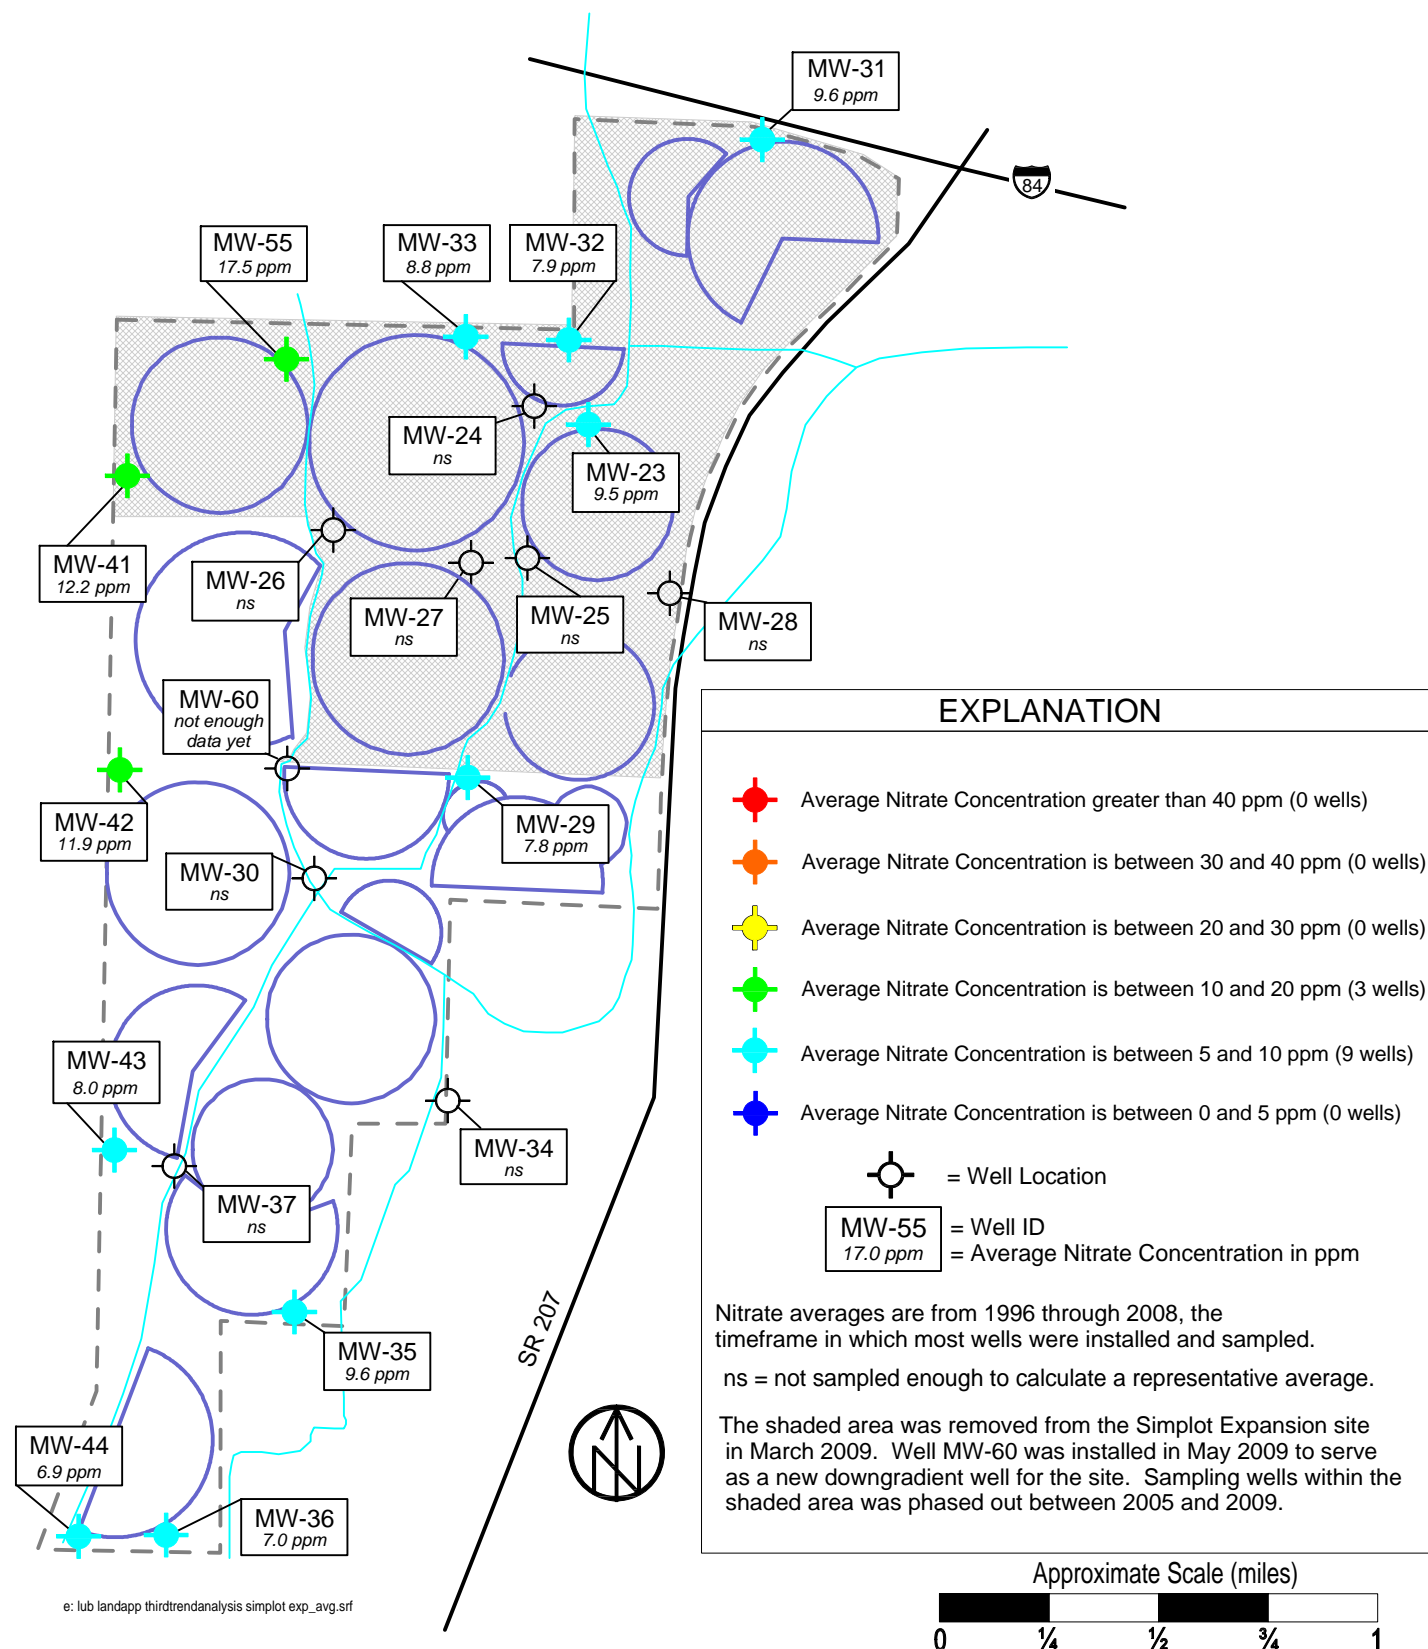 MW-31
9.6 ppm
84
MW-55
17.5 ppm
MW-33
8.8 ppm
MW-32
7.9 ppm
MW-24
ns
MW-23
9.5 ppm
MW-41
12.2 ppm
MW-26
ns
MW-27
ns
MW-25
ns
MW-28
ns
MW-60
not enough
data yet
MW-42
11.9 ppm
MW-29
7.8 ppm
MW-30
ns
MW-43
8.0 ppm
MW-34
ns
MW-37
ns
MW-35
9.6 ppm
MW-44
6.9 ppm
MW-36
7.0 ppm
SR 207
N
EXPLANATION
Average Nitrate Concentration greater than 40 ppm (0 wells)
Average Nitrate Concentration is between 30 and 40 ppm (0 wells)
Average Nitrate Concentration is between 20 and 30 ppm (0 wells)
Average Nitrate Concentration is between 10 and 20 ppm (3 wells)
Average Nitrate Concentration is between 5 and 10 ppm (9 wells)
Average Nitrate Concentration is between 0 and 5 ppm (0 wells)
= Well Location
MW-55 = Well ID
17.0 ppm = Average Nitrate Concentration in ppm
Nitrate averages are from 1996 through 2008, the
timeframe in which most wells were installed and sampled.
ns = not sampled enough to calculate a representative average.
The shaded area was removed from the Simplot Expansion site
in March 2009. Well MW-60 was installed in May 2009 to serve
as a new downgradient well for the site. Sampling wells within the
shaded area was phased out between 2005 and 2009.
Approximate Scale (miles)
0 ¼ ½ ¾ 1
e: lub landapp thirdtrendanalysis simplot exp_avg.srf